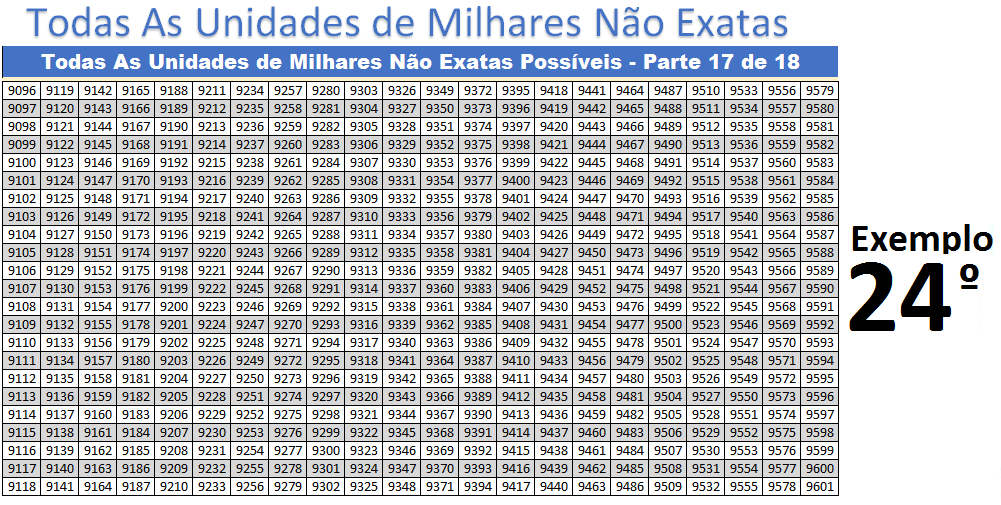 Todas As Unidades de Milhares Não Exatas
Todas As Unidades de Milhares Não Exatas Possíveis - Parte 17 de 18
9096 9119 9142 9165 9188 9211 9234 9257 9280 9303 9326 9349 9372 9395 9418 9441 9464 9487 9510 9533 9556 9579
9097 9120 9143 9166 9189 9212 9235 9258 9281 9304 9327 9350 9373 9396 9419 9442 9465 9488 9511 9534 9557 9580
9098 9121 9144 9167 9190 9213 9236 9259 9282 9305 9328 9351 9374 9397 9420 9443 9466 9489 9512 9535 9558 9581
9099 9122 9145 9168 9191 9214 9237 9260 9283 9306 9329 9352 9375 9398 9421 9444 9467 9490 9513 9536 9559 9582
9100 9123 9146 9169 9192 9215 9238 9261 9284 9307 9330 9353 9376 9399 9422 9445 9468 9491 9514 9537 9560 9583
9101 9124 9147 9170 9193 9216 9239 9262 9285 9308 9331 9354 9377 9400 9423 9446 9469 9492 9515 9538 9561 9584
9102 9125 9148 9171 9194 9217 9240 9263 9286 9309 9332 9355 9378 9401 9424 9447 9470 9493 9516 9539 9562 9585
9103 9126 9149 9172 9195 9218 9241 9264 9287 9310 9333 9356 9379 9402 9425 9448 9471 9494 9517 9540 9563 9586
9104 9127 9150 9173 9196 9219 9242 9265 9288 9311 9334 9357 9380 9403 9426 9449 9472 9495 9518 9541 9564 9587
9105 9128 9151 9174 9197 9220 9243 9266 9289 9312 9335 9358 9381 9404 9427 9450 9473 9496 9519 9542 9565 9588
9106 9129 9152 9175 9198 9221 9244 9267 9290 9313 9336 9359 9382 9405 9428 9451 9474 9497 9520 9543 9566 9589
9107 9130 9153 9176 9199 9222 9245 9268 9291 9314 9337 9360 9383 9406 9429 9452 9475 9498 9521 9544 9567 9590
9108 9131 9154 9177 9200 9223 9246 9269 9292 9315 9338 9361 9384 9407 9430 9453 9476 9499 9522 9545 9568 9591
9109 9132 9155 9178 9201 9224 9247 9270 9293 9316 9339 9362 9385 9408 9431 9454 9477 9500 9523 9546 9569 9592
9110 9133 9156 9179 9202 9225 9248 9271 9294 9317 9340 9363 9386 9409 9432 9455 9478 9501 9524 9547 9570 9593
9111 9134 9157 9180 9203 9226 9249 9272 9295 9318 9341 9364 9387 9410 9433 9456 9479 9502 9525 9548 9571 9594
9112 9135 9158 9181 9204 9227 9250 9273 9296 9319 9342 9365 9388 9411 9434 9457 9480 9503 9526 9549 9572 9595
9113 9136 9159 9182 9205 9228 9251 9274 9297 9320 9343 9366 9389 9412 9435 9458 9481 9504 9527 9550 9573 9596
9114 9137 9160 9183 9206 9229 9252 9275 9298 9321 9344 9367 9390 9413 9436 9459 9482 9505 9528 9551 9574 9597
9115 9138 9161 9184 9207 9230 9253 9276 9299 9322 9345 9368 9391 9414 9437 9460 9483 9506 9529 9552 9575 9598
9116 9139 9162 9185 9208 9231 9254 9277 9300 9323 9346 9369 9392 9415 9438 9461 9484 9507 9530 9553 9576 9599
9117 9140 9163 9186 9209 9232 9255 9278 9301 9324 9347 9370 9393 9416 9439 9462 9485 9508 9531 9554 9577 9600
9118 9141 9164 9187 9210 9233 9256 9279 9302 9325 9348 9371 9394 9417 9440 9463 9486 9509 9532 9555 9578 9601
Exemplo
24º